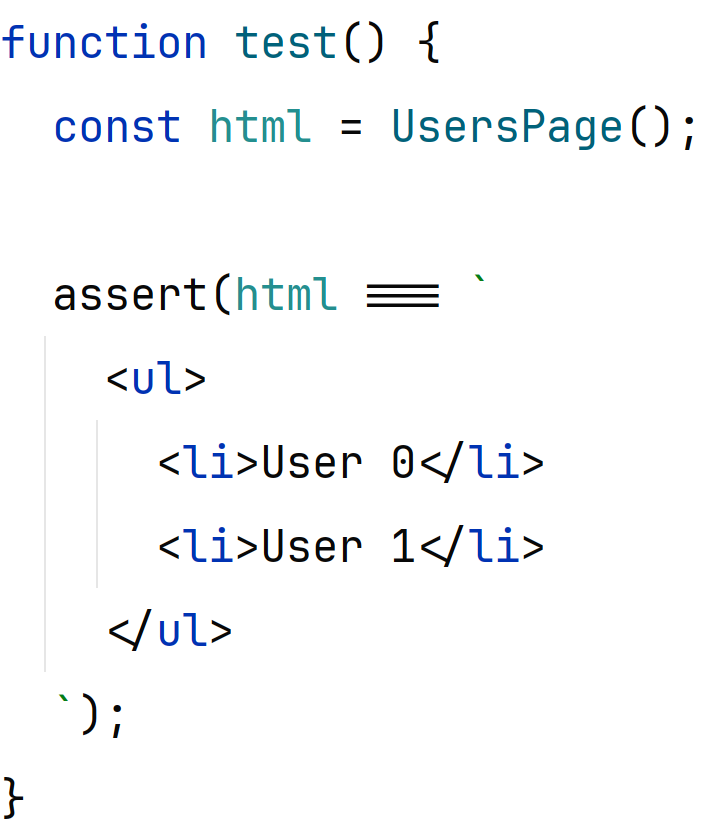 function test() {
  const html = UsersPage();

  assert(html === `
    <ul>
      <li>User 0</li>
      <li>User 1</li>
    </ul>
  `);
}